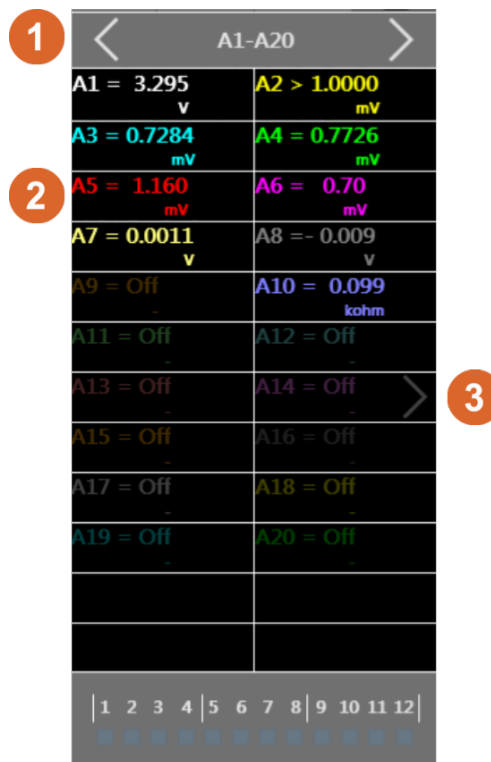 1
A1-A20
A1 = 3.295
V
A2 > 1.0000
mV
A3 = 0.7284
mV
A4 = 0.7726
mV
2
A5 = 1.160
mV
A6 = 0.70
mV
A7 = 0.0011
V
A8 =- 0.009
V
A9 = Off
-
A10 = 0.099
kohm
A11 = Off
-
A12 = Off
-
A13 = Off
-
A14 = Off
-
3
A15 = Off
-
A16 = Off
-
A17 = Off
-
A18 = Off
-
A19 = Off
-
A20 = Off
-
1 2 3 4 5 6 7 8 9 10 11 12